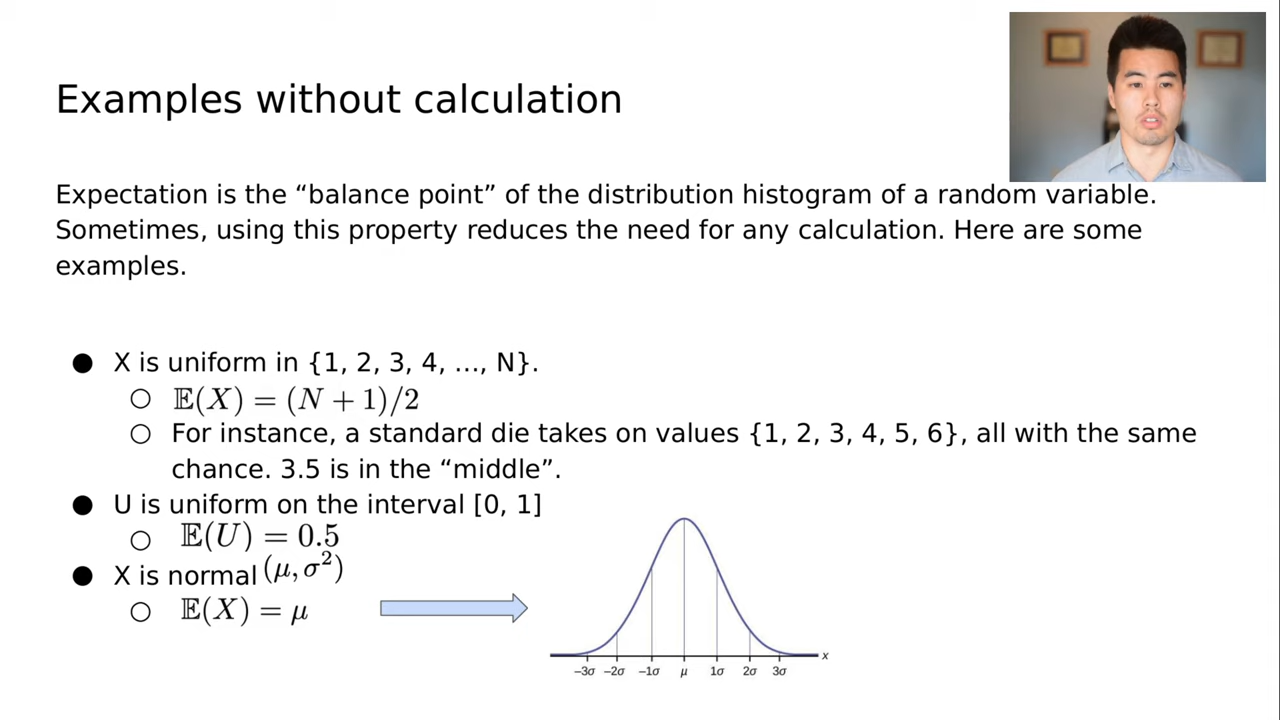 Examples without calculation
Expectation is the “balance point” of the distribution histogram of a random variable.
Sometimes, using this property reduces the need for any calculation. Here are some
examples.
● X is uniform in {1, 2, 3, 4, …, N}.
○ 𝔼(X) = (N + 1)/2
○ For instance, a standard die takes on values {1, 2, 3, 4, 5, 6}, all with the same
chance. 3.5 is in the “middle”.
● U is uniform on the interval [0, 1]
○ 𝔼(U) = 0.5
● X is normal (μ, σ²)
○ 𝔼(X) = μ
x
−3σ −2σ −1σ μ 1σ 2σ 3σ